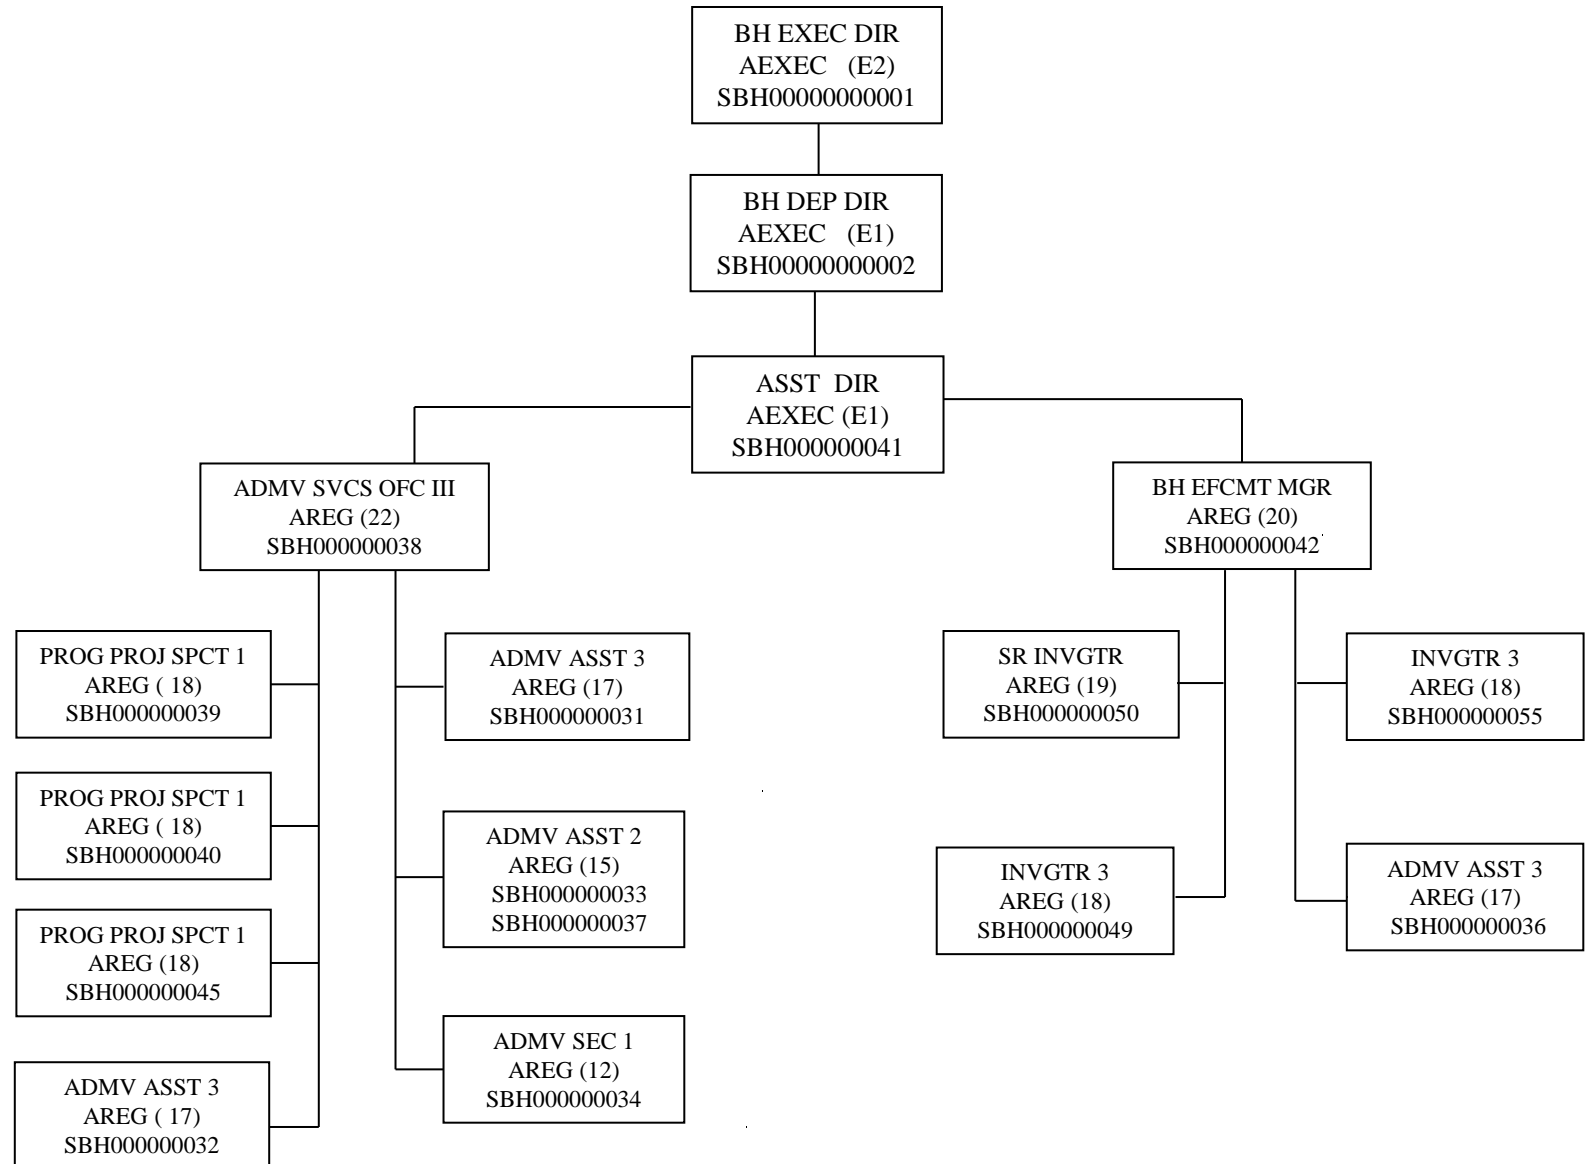 BH EXEC DIR
AEXEC (E2)
SBH00000000001
BH DEP DIR
AEXEC (E1)
SBH00000000002
ASST DIR
AEXEC (E1)
SBH000000041
ADMV SVCS OFC III
AREG (22)
SBH000000038
BH EFCMT MGR
AREG (20)
SBH000000042
PROG PROJ SPCT 1
AREG ( 18)
SBH000000039
ADMV ASST 3
AREG (17)
SBH000000031
SR INVGTR
AREG (19)
SBH000000050
INVGTR 3
AREG (18)
SBH000000055
PROG PROJ SPCT 1
AREG ( 18)
SBH000000040
ADMV ASST 2
AREG (15)
SBH000000033
SBH000000037
INVGTR 3
AREG (18)
SBH000000049
ADMV ASST 3
AREG (17)
SBH000000036
PROG PROJ SPCT 1
AREG (18)
SBH000000045
ADMV SEC 1
AREG (12)
SBH000000034
ADMV ASST 3
AREG ( 17)
SBH000000032